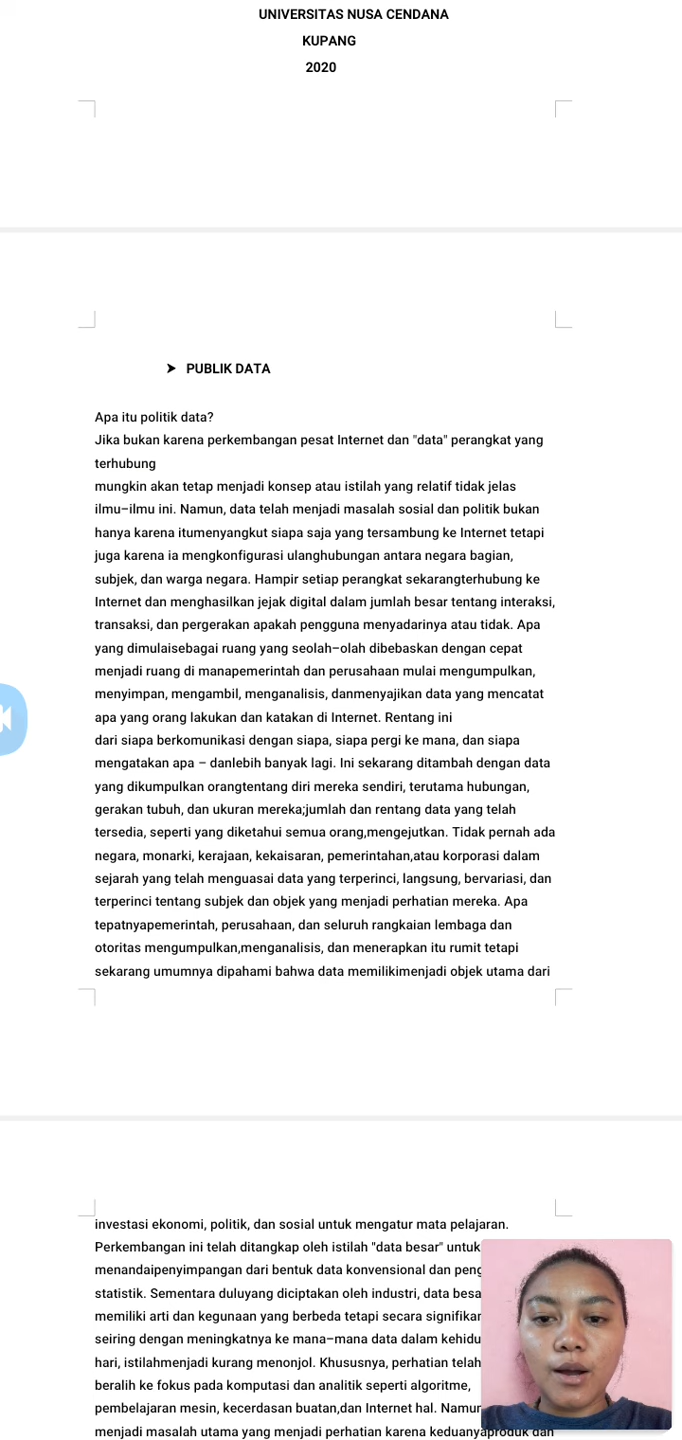 UNIVERSITAS NUSA CENDANA
KUPANG
2020
➤ PUBLIK DATA
Apa itu politik data?
Jika bukan karena perkembangan pesat Internet dan "data" perangkat yang
terhubung
mungkin akan tetap menjadi konsep atau istilah yang relatif tidak jelas
ilmu–ilmu ini. Namun, data telah menjadi masalah sosial dan politik bukan
hanya karena itumenyangkut siapa saja yang tersambung ke Internet tetapi
juga karena ia mengkonfigurasi ulanghubungan antara negara bagian,
subjek, dan warga negara. Hampir setiap perangkat sekarangterhubung ke
Internet dan menghasilkan jejak digital dalam jumlah besar tentang interaksi,
transaksi, dan pergerakan apakah pengguna menyadarinya atau tidak. Apa
yang dimulaisebagai ruang yang seolah–olah dibebaskan dengan cepat
menjadi ruang di manapemerintah dan perusahaan mulai mengumpulkan,
menyimpan, mengambil, menganalisis, danmenyajikan data yang mencatat
apa yang orang lakukan dan katakan di Internet. Rentang ini
dari siapa berkomunikasi dengan siapa, siapa pergi ke mana, dan siapa
mengatakan apa – danlebih banyak lagi. Ini sekarang ditambah dengan data
yang dikumpulkan orangtentang diri mereka sendiri, terutama hubungan,
gerakan tubuh, dan ukuran mereka;jumlah dan rentang data yang telah
tersedia, seperti yang diketahui semua orang,mengejutkan. Tidak pernah ada
negara, monarki, kerajaan, kekaisaran, pemerintahan,atau korporasi dalam
sejarah yang telah menguasai data yang terperinci, langsung, bervariasi, dan
terperinci tentang subjek dan objek yang menjadi perhatian mereka. Apa
tepatnyapemerintah, perusahaan, dan seluruh rangkaian lembaga dan
otoritas mengumpulkan,menganalisis, dan menerapkan itu rumit tetapi
sekarang umumnya dipahami bahwa data memilikimenjadi objek utama dari
investasi ekonomi, politik, dan sosial untuk mengatur mata pelajaran.
Perkembangan ini telah ditangkap oleh istilah "data besar" untuk
menandaipenyimpangan dari bentuk data konvensional dan
statistik. Sementara duluyang diciptakan oleh industri, data
memiliki arti dan kegunaan yang berbeda tetapi secara
seiring dengan meningkatnya ke mana–mana data dalam
hari, istilahmenjadi kurang menonjol. Khususnya, perhatian telah
beralih ke fokus pada komputasi dan analitik seperti algoritme,
pembelajaran mesin, kecerdasan buatan,dan Internet hal.
menjadi masalah utama yang menjadi perhatian karena keduanyaproduk dan